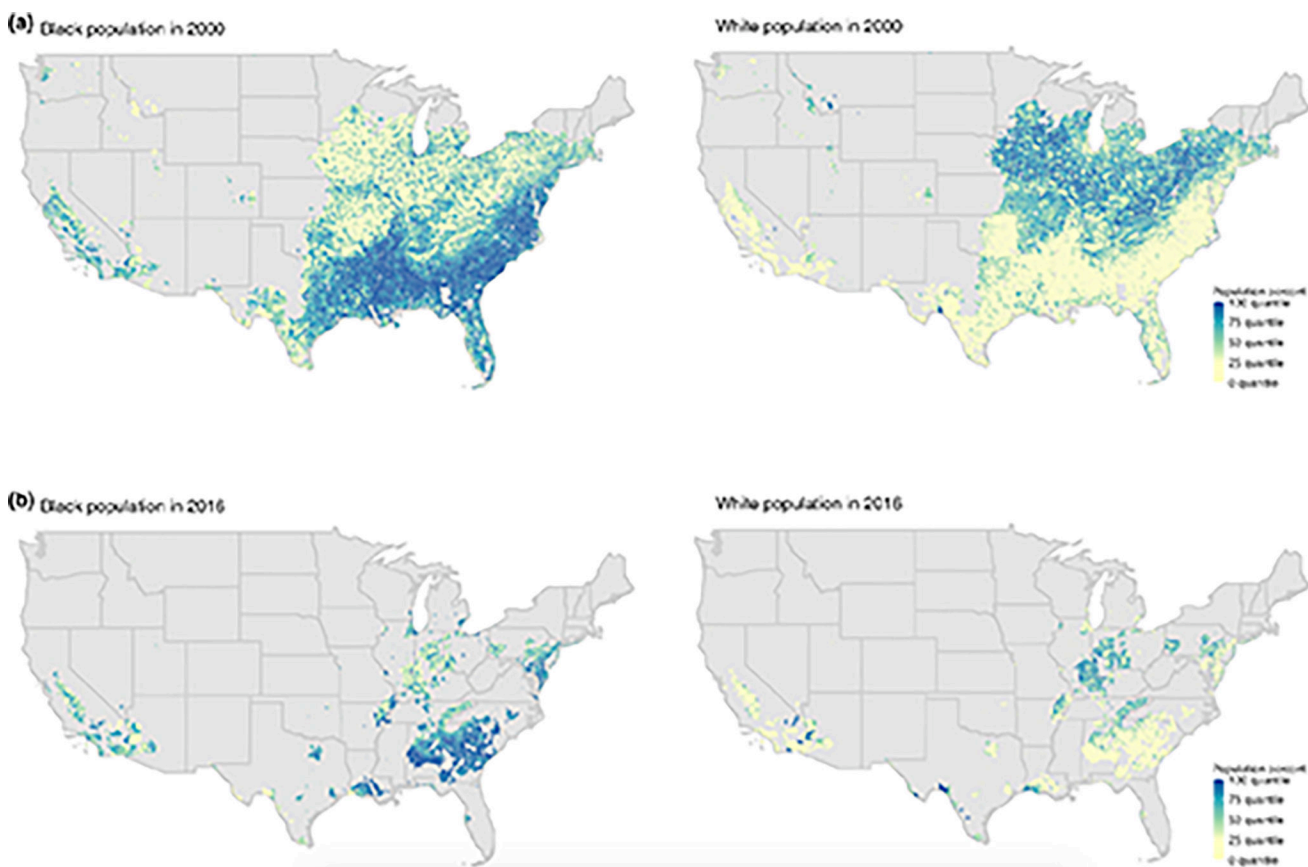 (a) Black population in 2000
White population in 2000
Population percent
100 quantile
75 quantile
50 quantile
25 quantile
0 quantile
(b) Black population in 2016
White population in 2016
Population percent
100 quantile
75 quantile
50 quantile
25 quantile
0 quantile